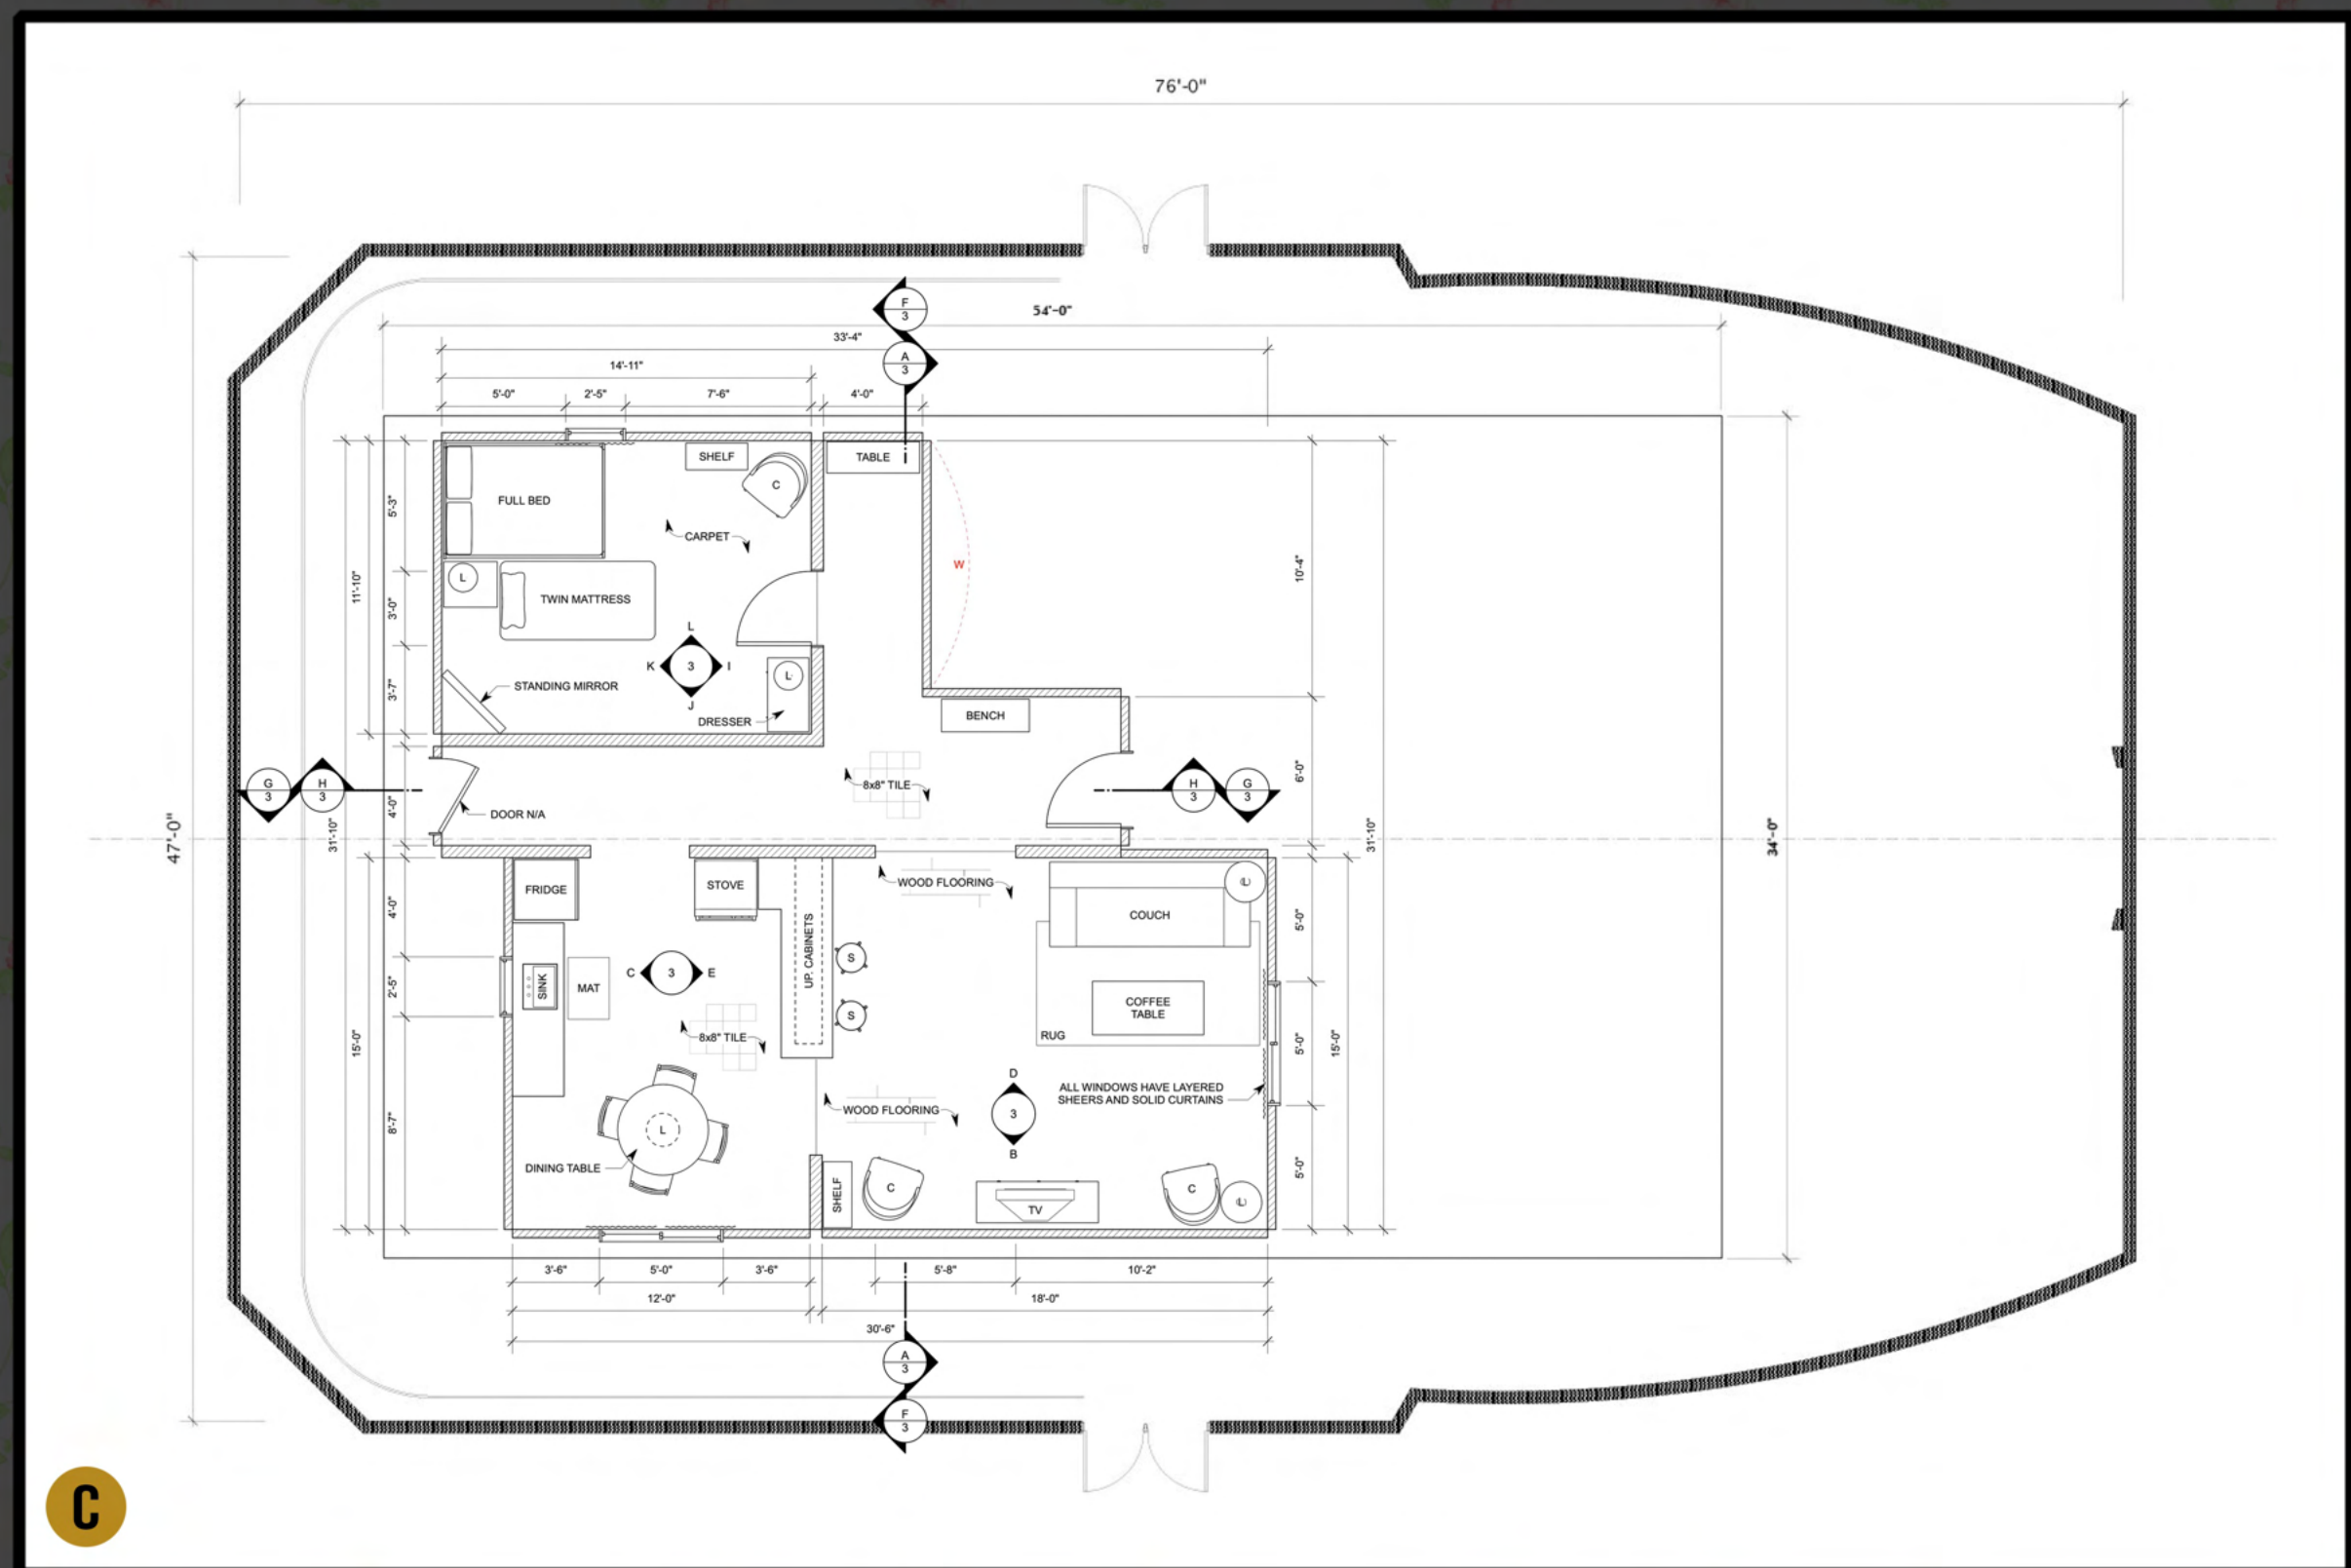 76'-0"
F
3
54'-0"
33'-4"
A
3
14'-11"
5'-0"
2'-5"
7'-6"
4'-0"
SHELF
TABLE
C
FULL BED
5'-3"
CARPET
W
10'-4"
11'-10"
L
TWIN MATTRESS
3'-0"
L
K
3
I
J
L
STANDING MIRROR
3'-7"
DRESSER
BENCH
8x8" TILE
6'-0"
G
3
H
3
H
3
G
3
4'-0"
DOOR N/A
47'-0"
31'-10"
31'-10"
34'-0"
FRIDGE
STOVE
WOOD FLOORING
L
COUCH
4'-0"
5'-0"
UP. CABINETS
S
C
3
E
2'-5"
SINK
MAT
S
COFFEE
TABLE
RUG
8x8" TILE
15'-0"
5'-0"
15'-0"
D
3
B
ALL WINDOWS HAVE LAYERED
SHEERS AND SOLID CURTAINS
WOOD FLOORING
8'-7"
L
DINING TABLE
5'-0"
SHELF
C
TV
C
L
3'-6"
5'-0"
3'-6"
5'-8"
10'-2"
12'-0"
18'-0"
30'-6"
A
3
F
3
C